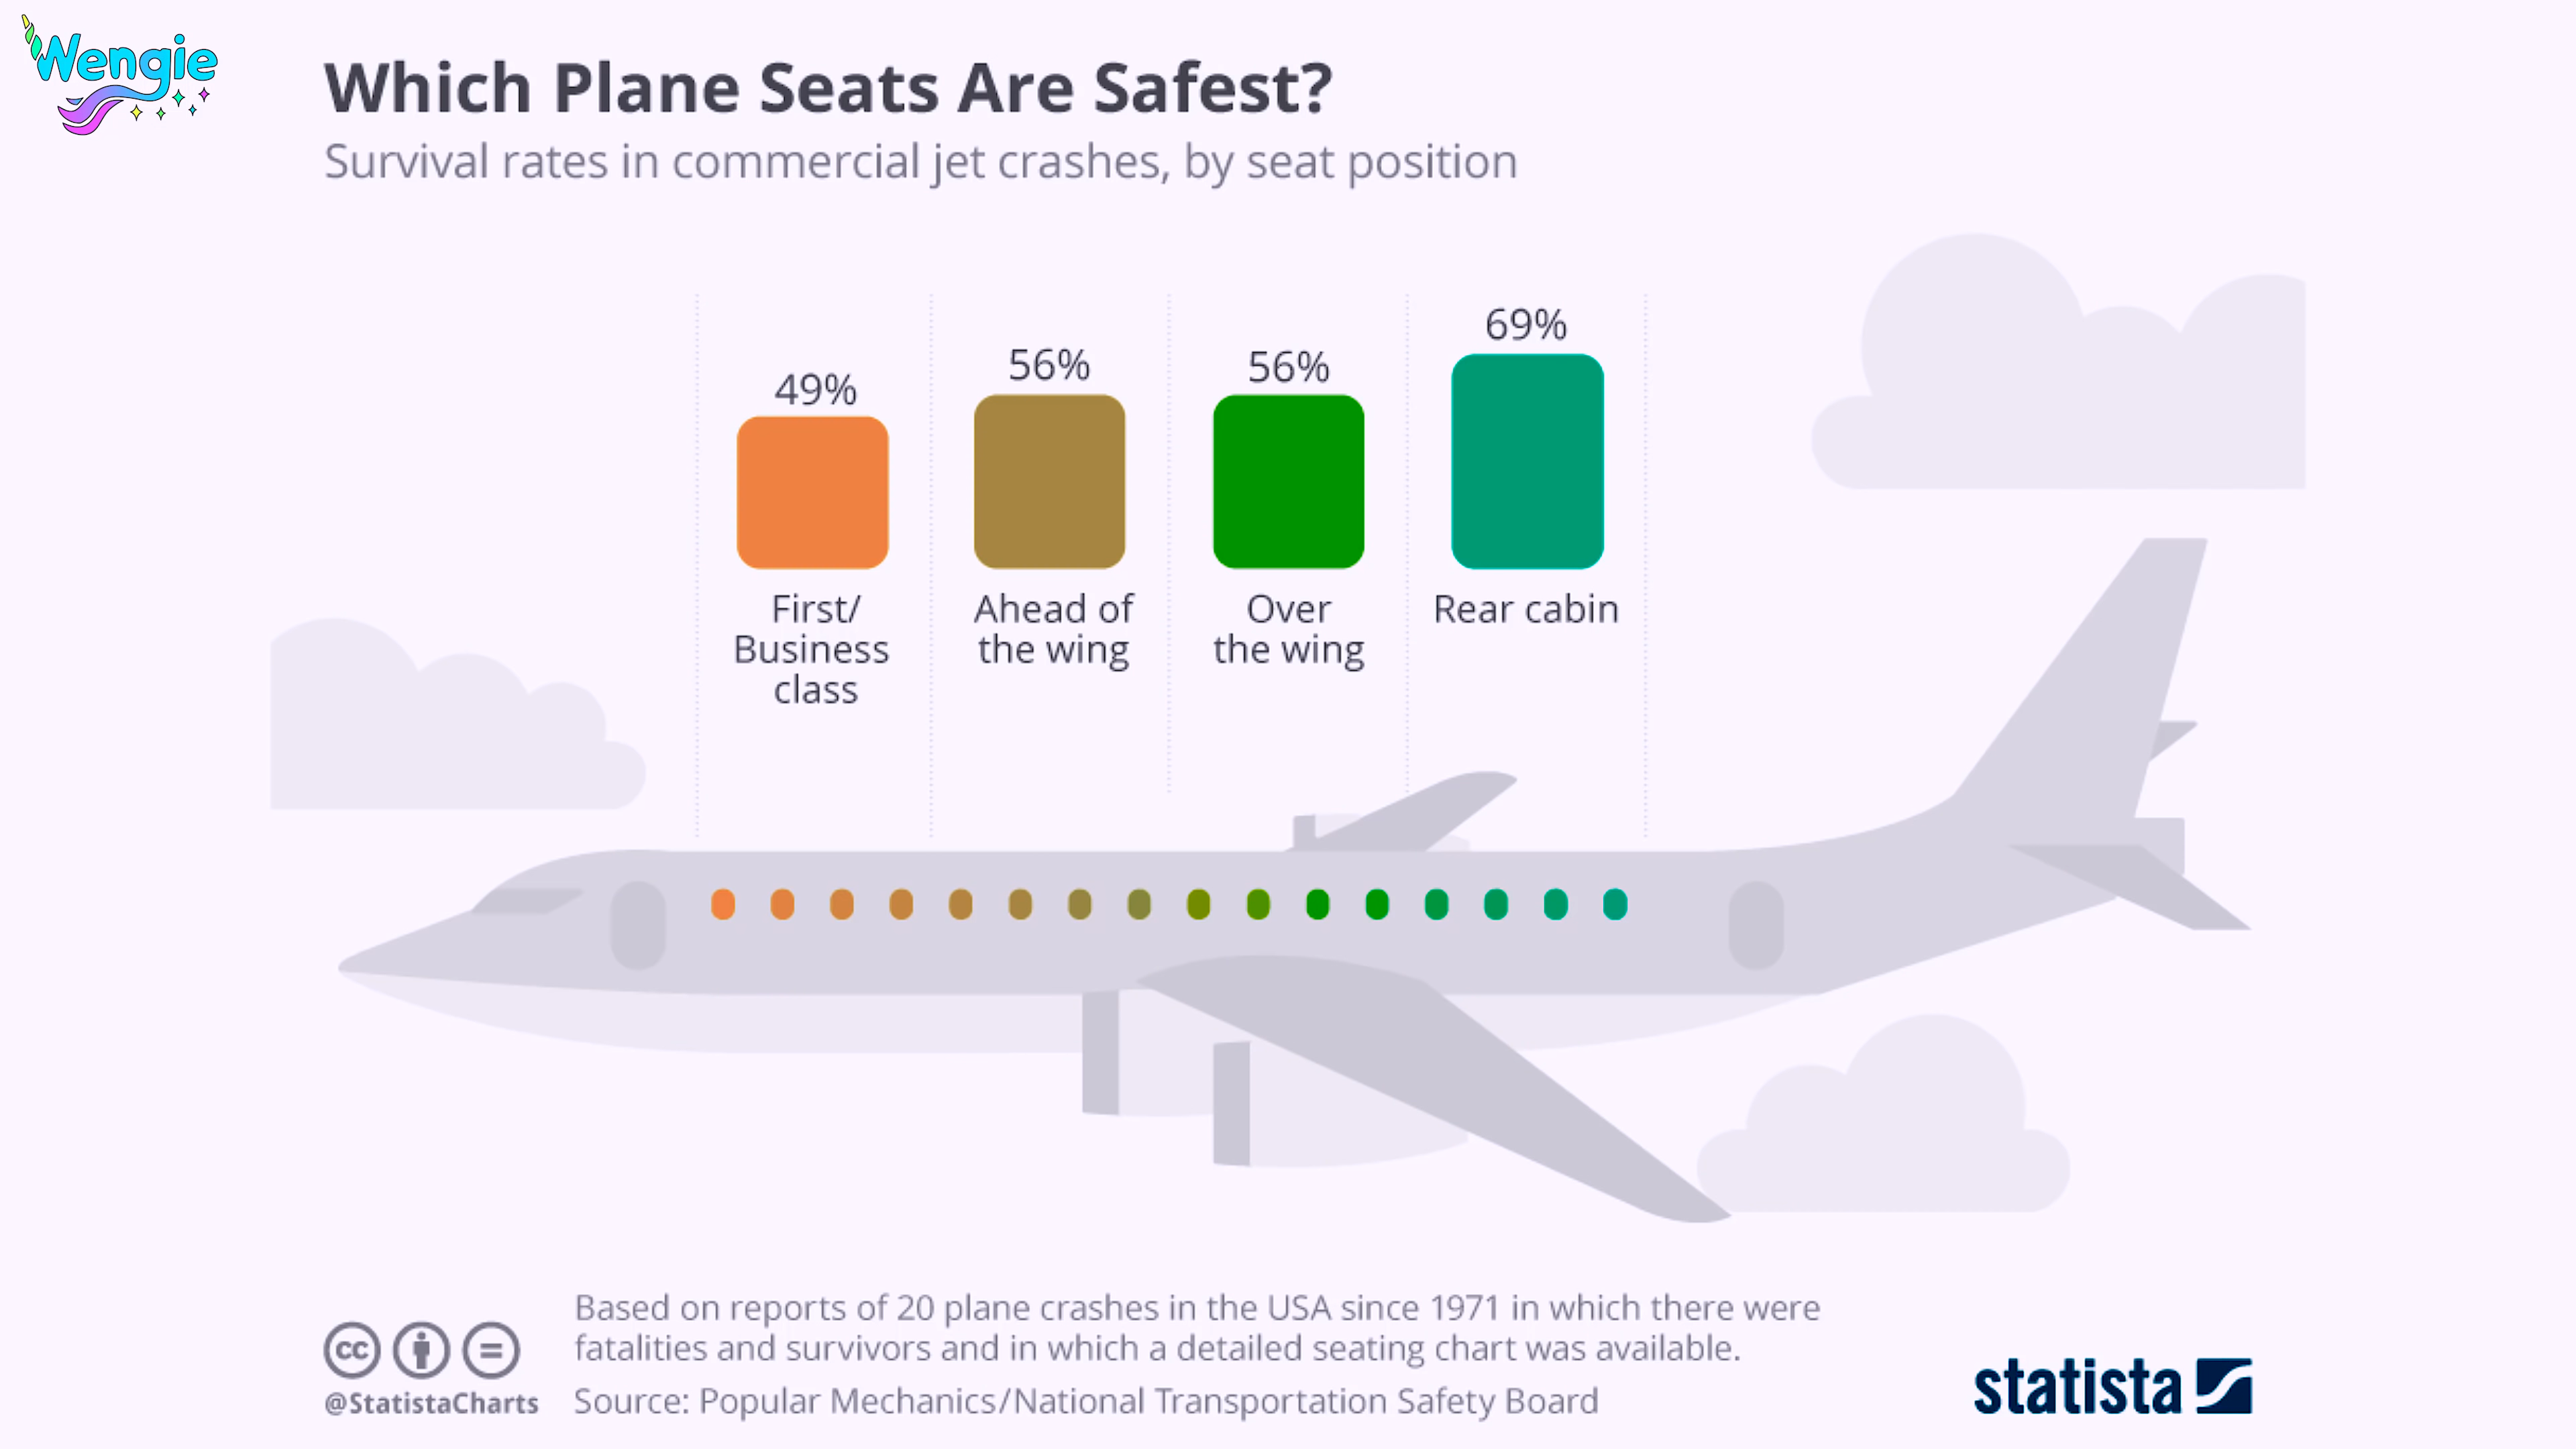 Wengie
Which Plane Seats Are Safest?
Survival rates in commercial jet crashes, by seat position
49%
56%
56%
69%
First/
Business
class
Ahead of
the wing
Over
the wing
Rear cabin
Based on reports of 20 plane crashes in the USA since 1971 in which there were
fatalities and survivors and in which a detailed seating chart was available.
cc
=
@StatistaCharts
Source: Popular Mechanics/National Transportation Safety Board
statista